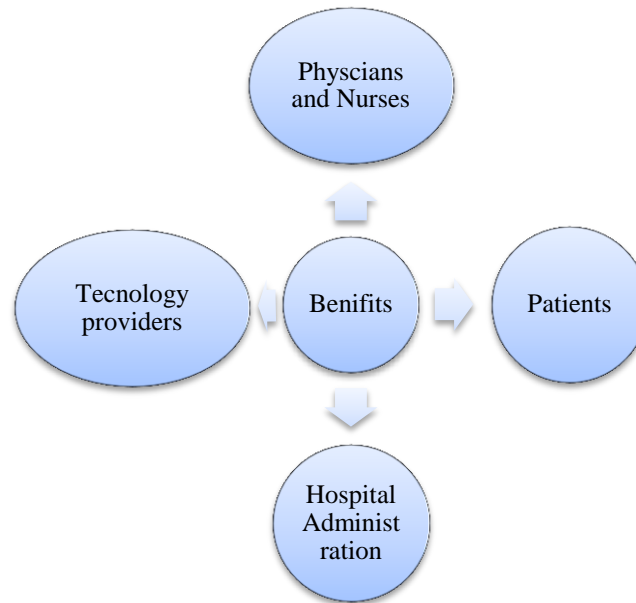 Physcians
and Nurses
Tecnology
providers
Benifits
Patients
Hospital
Administ
ration